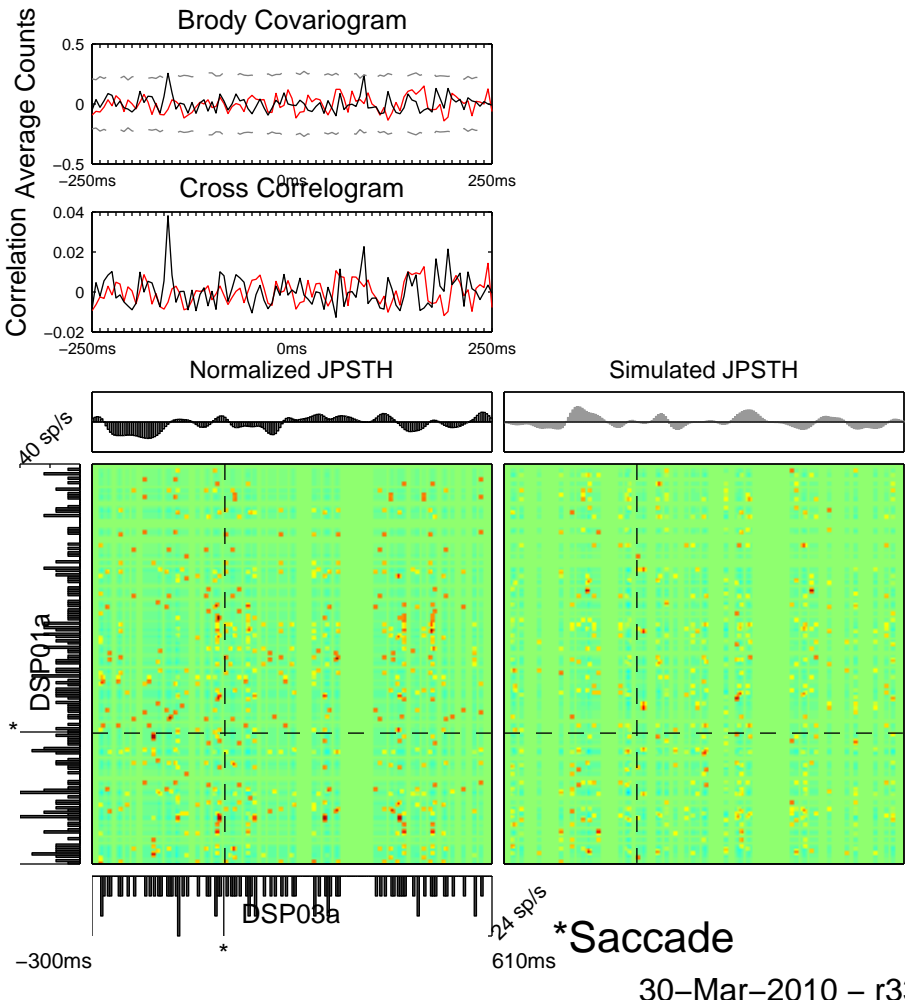 Brody Covariogram
Average Counts
0.5
0
−0.5
−250ms
0ms
250ms
Cross Correlogram
Correlation
0.04
0.02
0
−0.02
−250ms
0ms
250ms
Normalized JPSTH
Simulated JPSTH
40 sp/s
DSP01a
*
DSP03a
*
24 sp/s
−300ms
610ms
*Saccade
30−Mar−2010 − r33